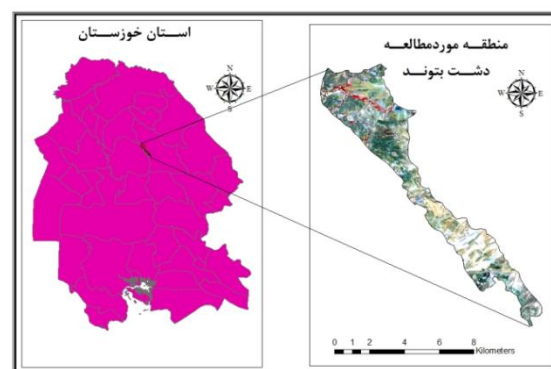 استان خوزستان
N
W E
S
منطقه موردمطالعه
دشت بتوند
N
W E
S
0 1 2 4 6 8
Kilometers